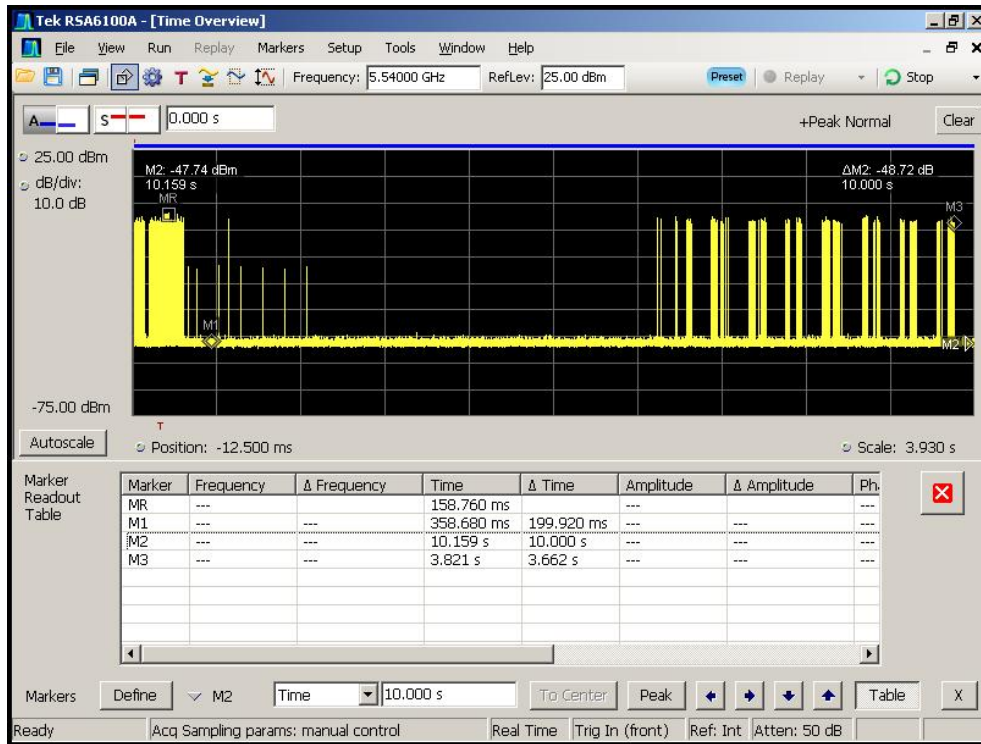 Tek RSA6100A - [Time Overview]
File View Run Replay Markers Setup Tools Window Help
Frequency: 5.54000 GHz RefLev: 25.00 dBm Preset Replay Stop
A S 0.000 s +Peak Normal Clear
25.00 dBm
dB/div:
10.0 dB
M2: -47.74 dBm
10.159 s
MR
ΔM2: -48.72 dB
10.000 s
M3
M1
M2
-75.00 dBm
T
Autoscale Position: -12.500 ms Scale: 3.930 s
Marker Readout Table
Marker Frequency Δ Frequency Time Δ Time Amplitude Δ Amplitude Ph
MR --- 158.760 ms --- ---
M1 --- --- 358.680 ms 199.920 ms --- --- ---
M2 --- --- 10.159 s 10.000 s --- --- ---
M3 --- --- 3.821 s 3.662 s --- --- ---
Markers Define M2 Time 10.000 s To Center Peak Table X
Ready Acq Sampling params: manual control Real Time Trig In (front) Ref: Int Atten: 50 dB